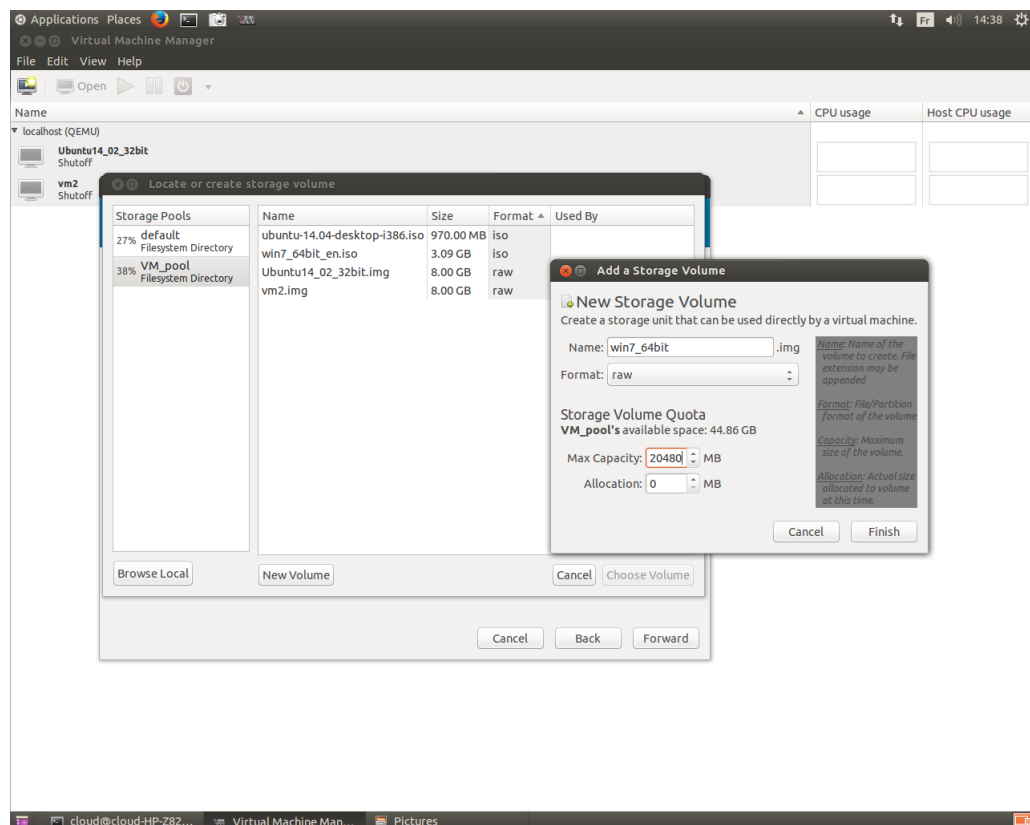 Applications Places Fr 14:38
Virtual Machine Manager
File Edit View Help
Open
Name CPU usage Host CPU usage
localhost (QEMU)
Ubuntu14_02_32bit
Shutoff
vm2
Shutoff
Locate or create storage volume
Storage Pools
27% default
Filesystem Directory
38% VM_pool
Filesystem Directory
Name Size Format Used By
ubuntu-14.04-desktop-i386.iso 970.00 MB iso
win7_64bit_en.iso 3.09 GB iso
Ubuntu14_02_32bit.img 8.00 GB raw
vm2.img 8.00 GB raw
Browse Local New Volume Cancel Choose Volume
Cancel Back Forward
Add a Storage Volume
New Storage Volume
Create a storage unit that can be used directly by a virtual machine.
Name: win7_64bit .img
Format: raw
Storage Volume Quota
VM_pool's available space: 44.86 GB
Max Capacity: 20480 MB
Allocation: 0 MB
Name: Name of the
volume to create. File
extension may be
appended
Format: File/Partition
format of the volume
Capacity: Maximum
size of the volume.
Allocation: Actual size
allocated to volume
at this time.
Cancel Finish
cloud@cloud-HP-Z82... Virtual Machine Man... Pictures